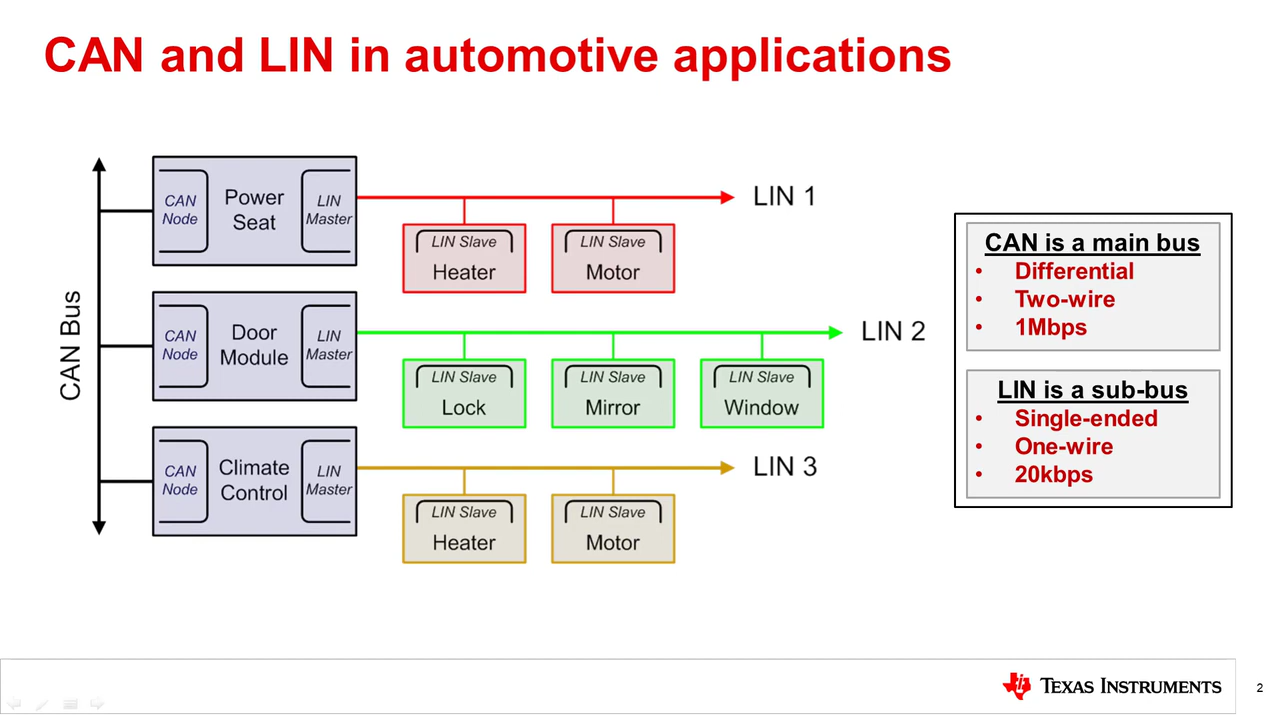 CAN and LIN in automotive applications
CAN Bus
CAN
Node
Power
Seat
LIN
Master
LIN 1
LIN Slave
Heater
LIN Slave
Motor
CAN
Node
Door
Module
LIN
Master
LIN 2
LIN Slave
Lock
LIN Slave
Mirror
LIN Slave
Window
CAN
Node
Climate
Control
LIN
Master
LIN 3
LIN Slave
Heater
LIN Slave
Motor
CAN is a main bus
• Differential
• Two-wire
• 1Mbps
LIN is a sub-bus
• Single-ended
• One-wire
• 20kbps
TEXAS INSTRUMENTS
2